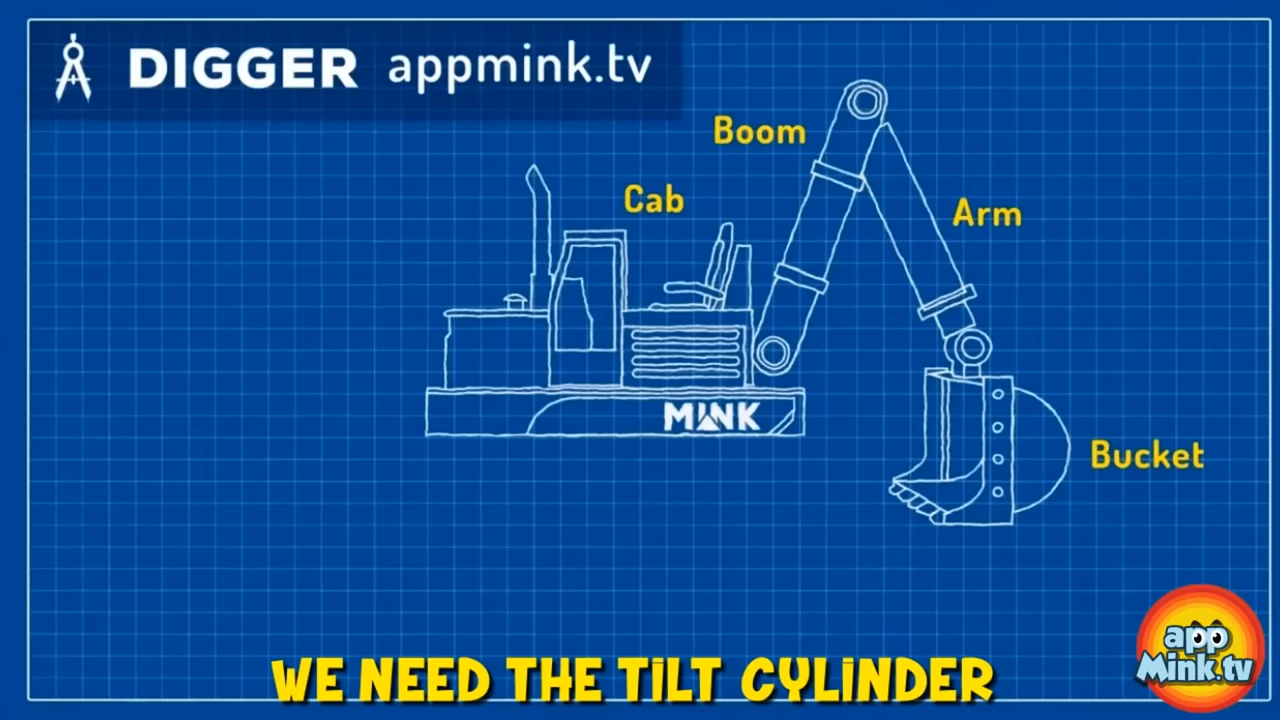 DIGGER appmink.tv
Boom
Cab
Arm
MINK
Bucket
app
Mink.tv
WE NEED THE TiLT CYLiNDER